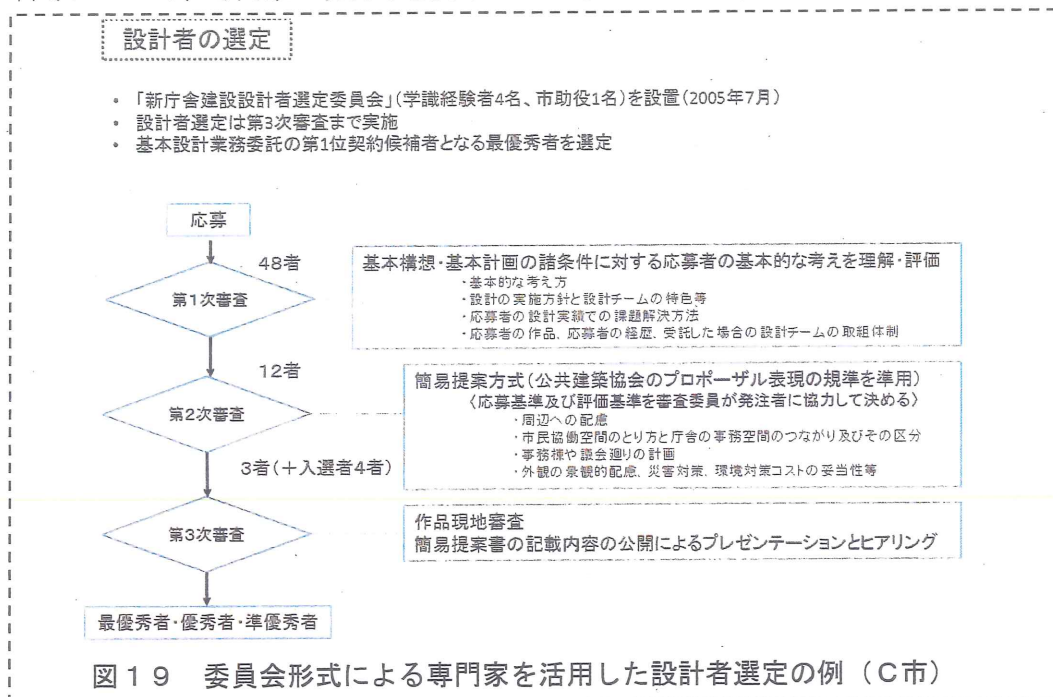 設計者の選定
・「新庁舎建設設計者選定委員会」(学識経験者4名、市助役1名)を設置(2005年7月)
・設計者選定は第3次審査まで実施
・基本設計業務委託の第1位契約候補者となる最優秀者を選定
応募
48者
第1次審査
基本構想・基本計画の諸条件に対する応募者の基本的な考えを理解・評価
・基本的な考え方
・設計の実施方針と設計チームの特色等
・応募者の設計実績での課題解決方法
・応募者の作品、応募者の経歴、受託した場合の設計チームの取組体制
12者
第2次審査
簡易提案方式(公共建築協会のプロポーザル表現の規準を準用)
〈応募基準及び評価基準を審査委員が発注者に協力して決める〉
・周辺への配慮
・市民協働空間のとり方と庁舎の事務空間のつながり及びその区分
・事務棟や議会廻りの計画
・外観の景観的配慮、災害対策、環境対策コストの妥当性等
3者(+入選者4者)
第3次審査
作品現地審査
簡易提案書の記載内容の公開によるプレゼンテーションとヒアリング
最優秀者・優秀者・準優秀者
図19 委員会形式による専門家を活用した設計者選定の例(C市)